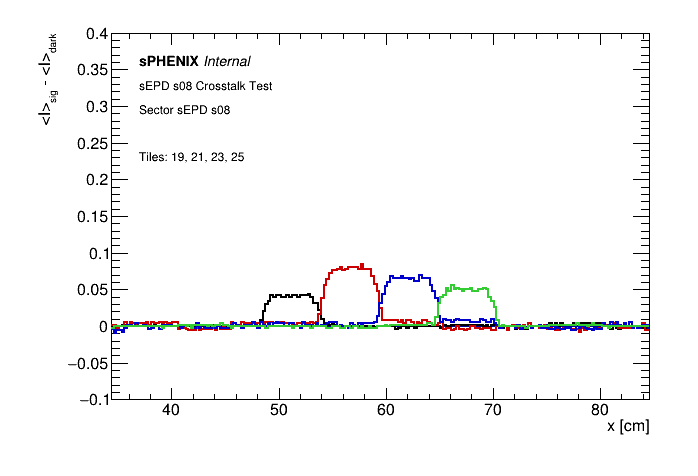 <I>sig - <I>dark
0.4
0.35
0.3
0.25
0.2
0.15
0.1
0.05
0
−0.05
−0.1
sPHENIX Internal
sEPD s08 Crosstalk Test
Sector sEPD s08
Tiles: 19, 21, 23, 25
40 50 60 70 80
x [cm]